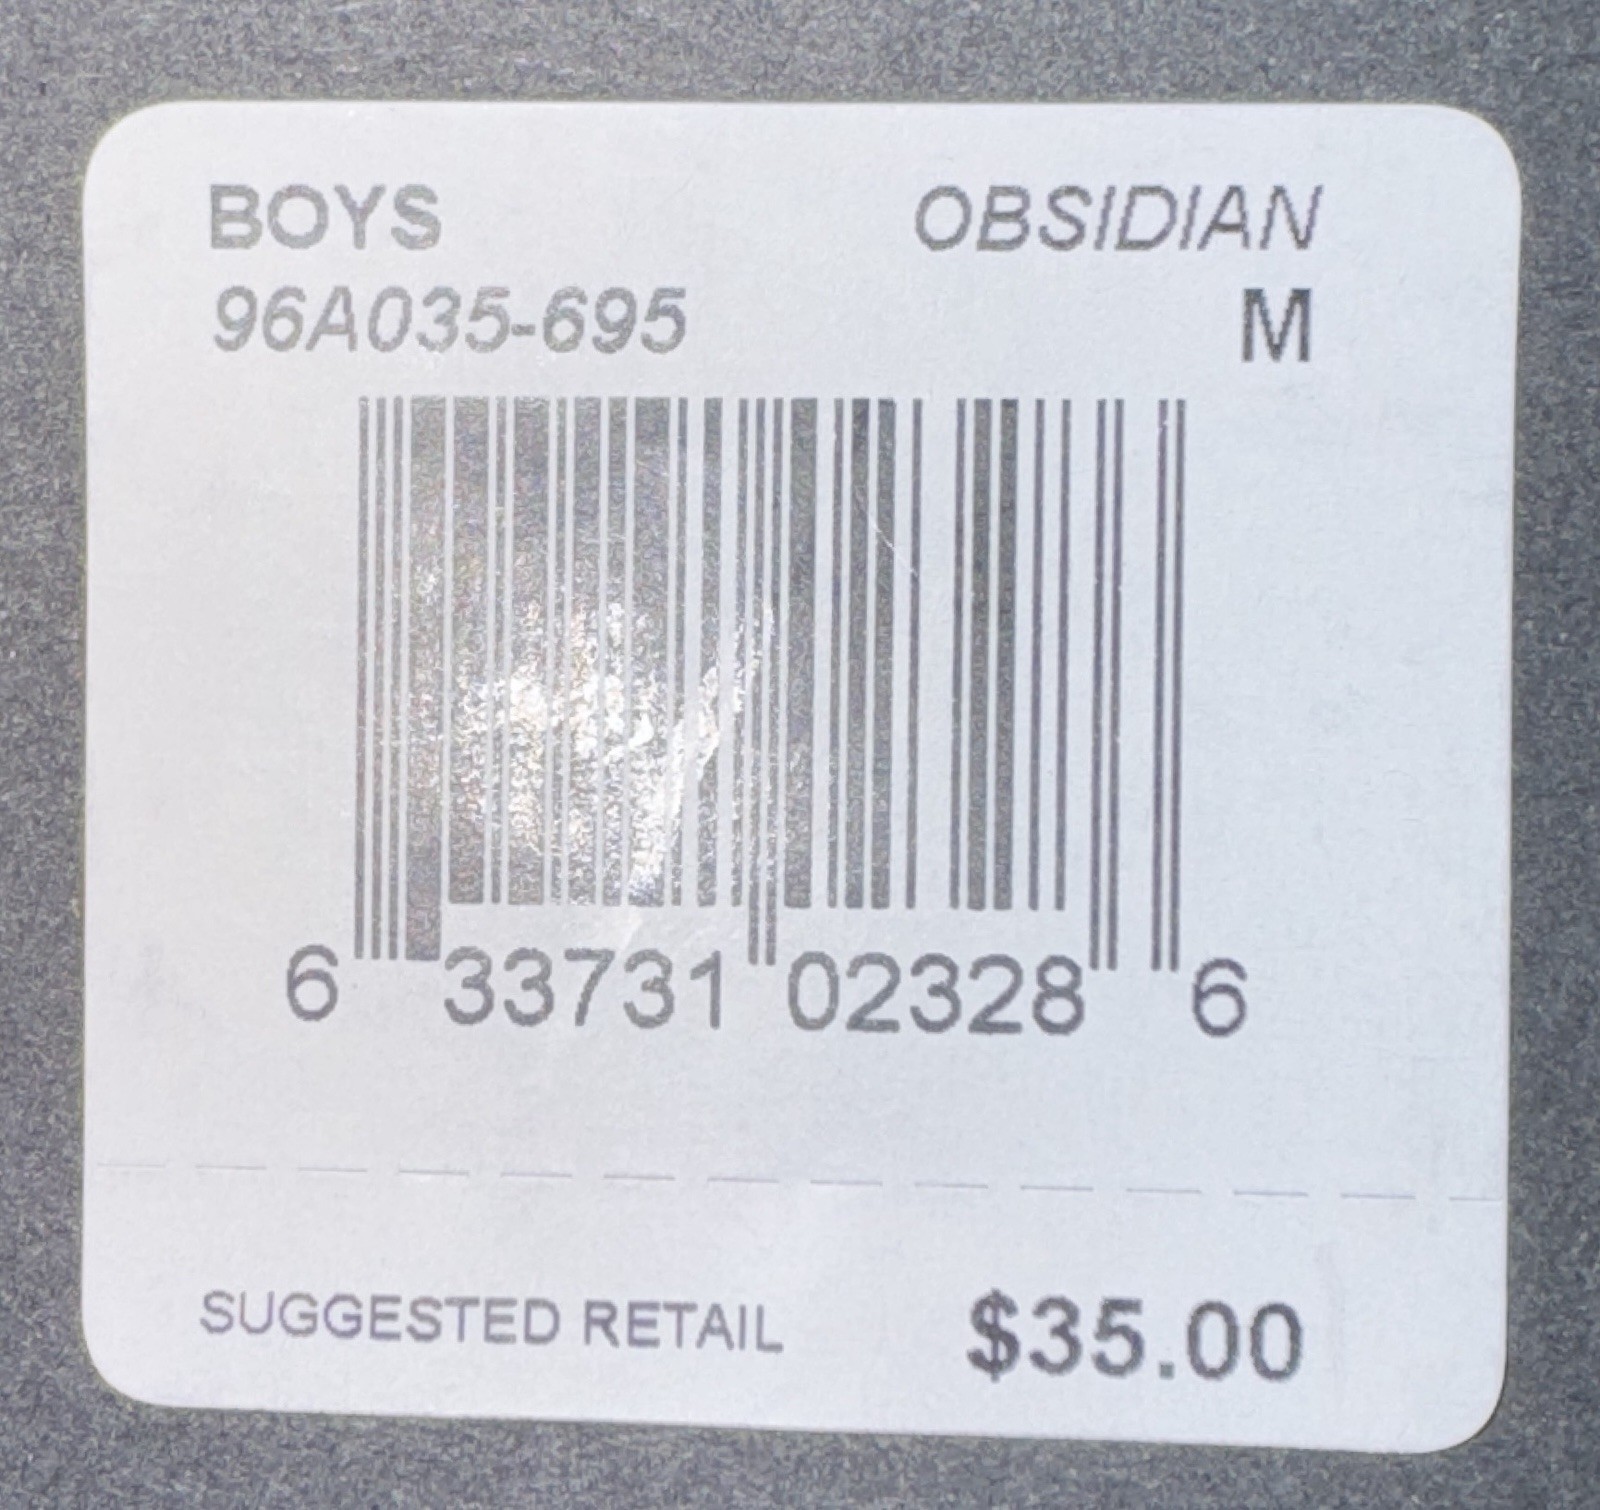 BOYS OBSIDIAN
96A035-695 M
6 33731 02328 6
SUGGESTED RETAIL $35.00